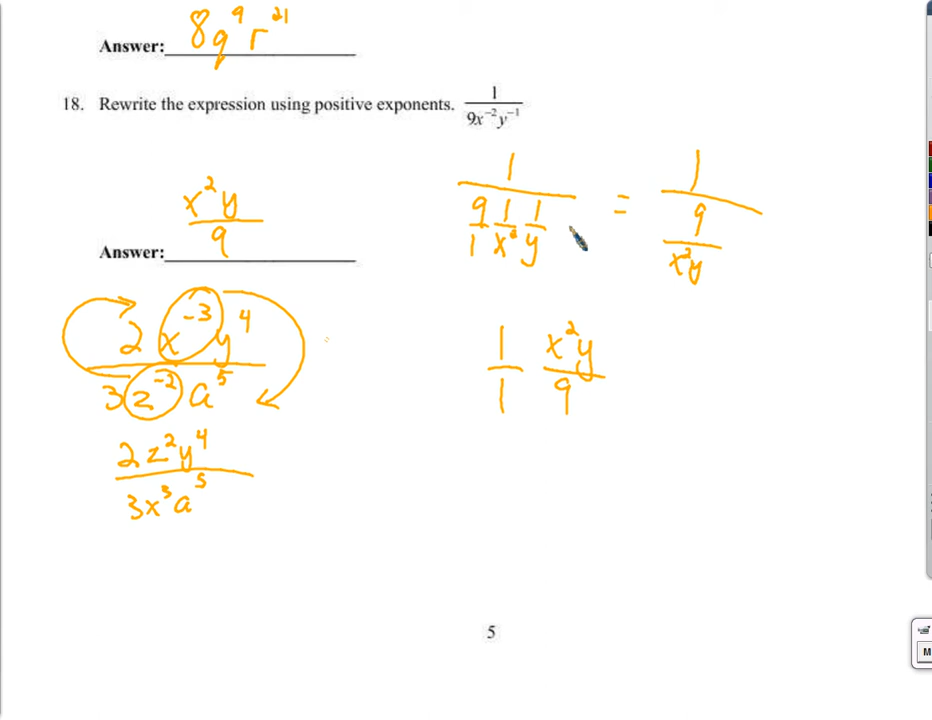 Answer: 8q⁹r²¹
18. Rewrite the expression using positive exponents. 1/(9x⁻²y⁻¹)
1/((9/1)(1/x²)(1/y)) = 1/(9/(x²y))
Answer: x²y/9
2x⁻³y⁴/(3z⁻²a⁵)
(1/1)(x²y/9)
2z²y⁴/(3x³a⁵)
5
M